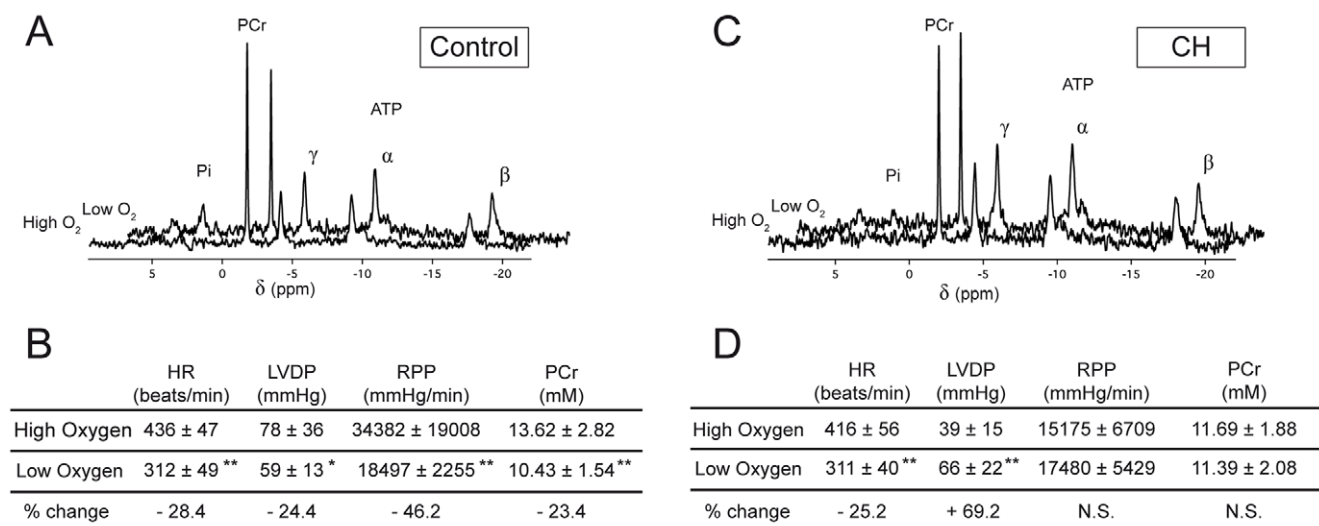 A
Control
PCr
ATP
γ
α
β
Pi
Low O2
High O2
5 0 -5 -10 -15 -20
δ (ppm)
C
CH
PCr
ATP
γ
α
β
Pi
Low O2
High O2
5 0 -5 -10 -15 -20
δ (ppm)
B
HR LVDP RPP PCr
(beats/min) (mmHg) (mmHg/min) (mM)
High Oxygen 436 ± 47 78 ± 36 34382 ± 19008 13.62 ± 2.82
Low Oxygen 312 ± 49 ** 59 ± 13 * 18497 ± 2255 ** 10.43 ± 1.54 **
% change - 28.4 - 24.4 - 46.2 - 23.4
D
HR LVDP RPP PCr
(beats/min) (mmHg) (mmHg/min) (mM)
High Oxygen 416 ± 56 39 ± 15 15175 ± 6709 11.69 ± 1.88
Low Oxygen 311 ± 40 ** 66 ± 22 ** 17480 ± 5429 11.39 ± 2.08
% change - 25.2 + 69.2 N.S. N.S.